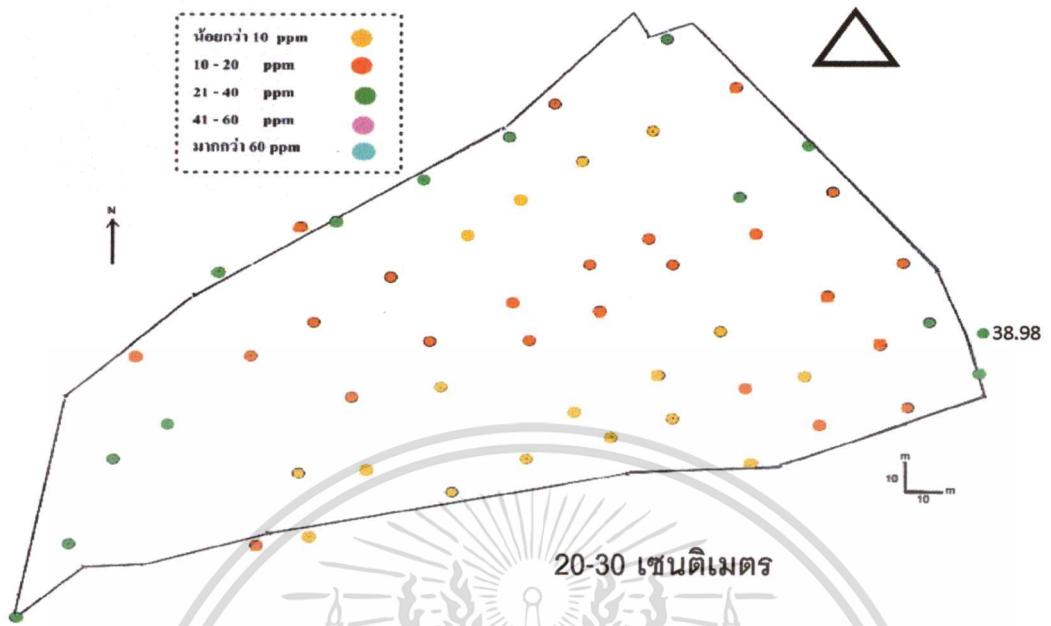 น้อยกว่า 10 ppm
10 - 20 ppm
21 - 40 ppm
41 - 60 ppm
มากกว่า 60 ppm
N
38.98
m
10
10 m
20-30 เซนติเมตร